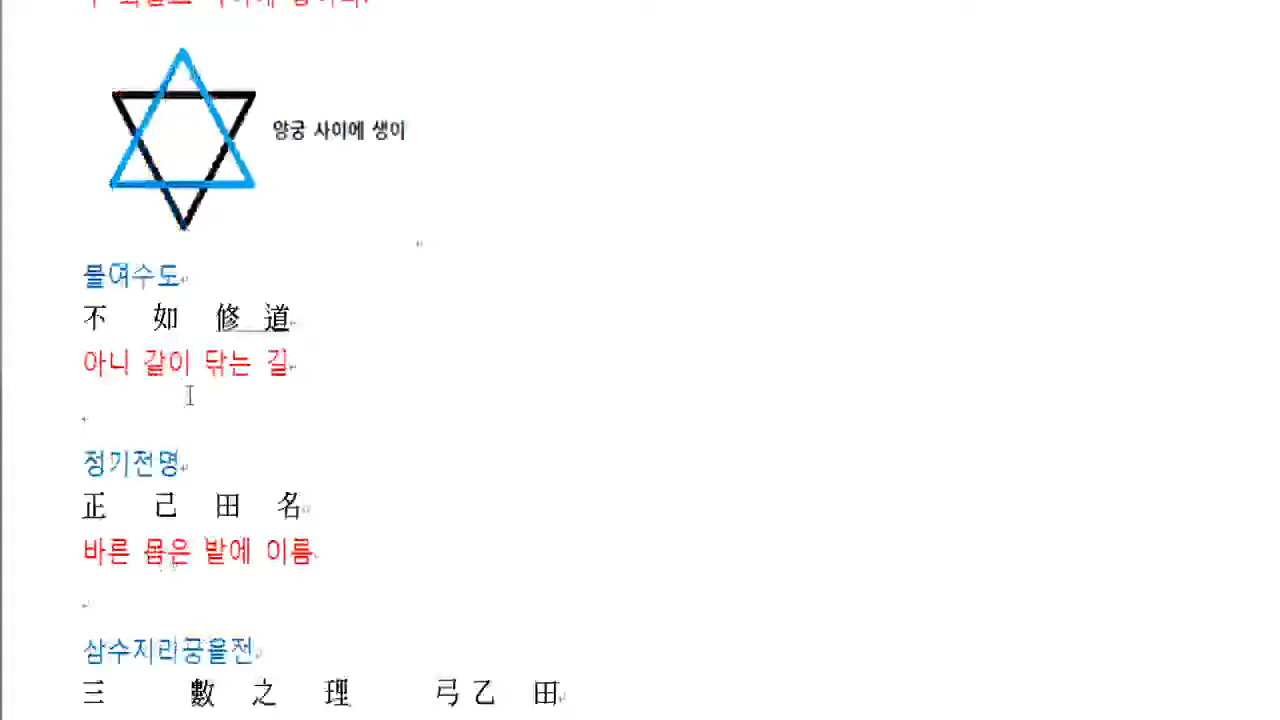 양궁 사이에 생이
물여수도
不 如 修 道
아니 같이 닦는 길
정기전명
正 己 田 名
바른 몸은 밭에 이름
삼수지리궁을전
三 數 之 理 弓 乙 田